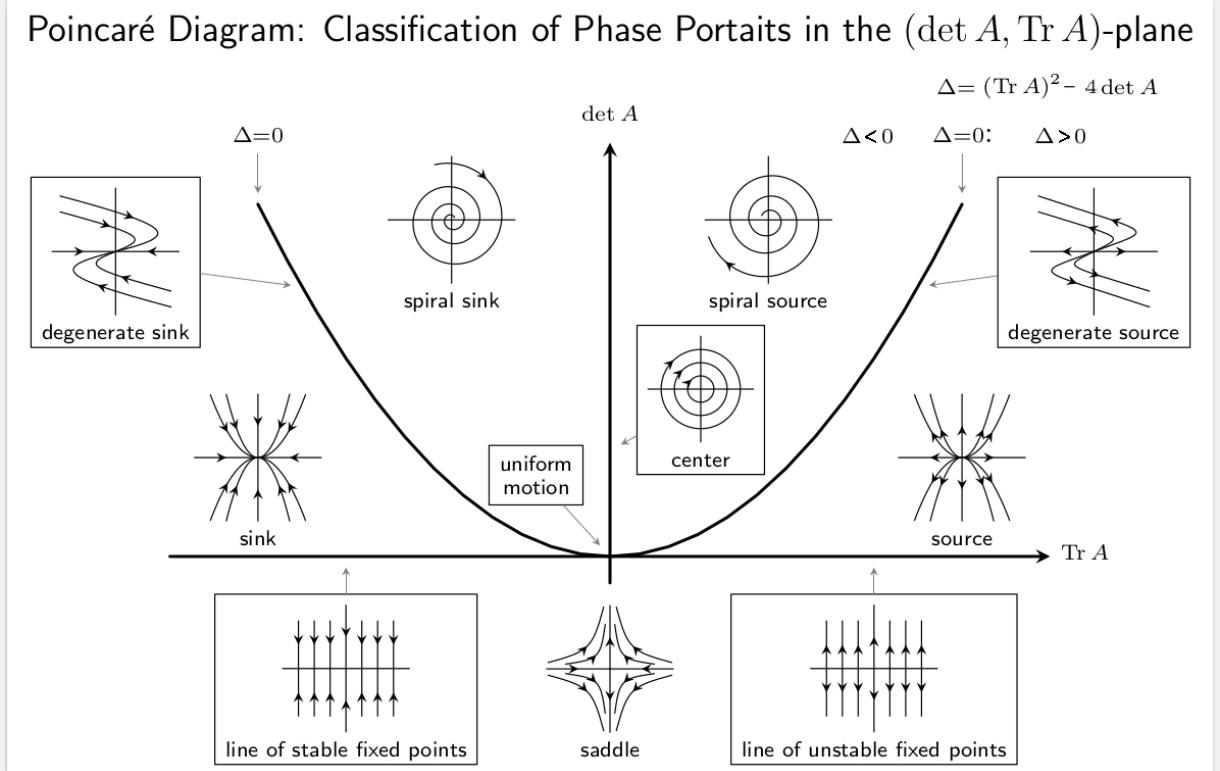 Poincaré Diagram: Classification of Phase Portaits in the (det A, Tr A)-plane
Δ= (Tr A)² − 4 det A
det A
Δ=0
Δ<0 Δ=0: Δ>0
spiral sink
spiral source
degenerate sink
degenerate source
center
uniform
motion
sink
source
Tr A
line of stable fixed points
saddle
line of unstable fixed points